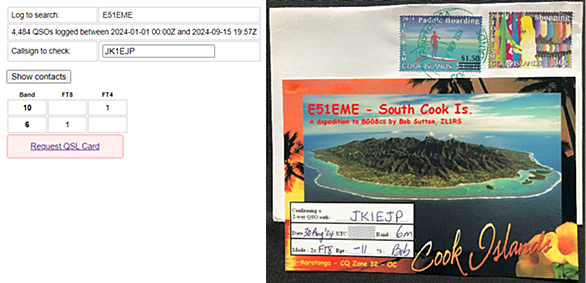 Log to search: E51EME
4,484 QSOs logged between 2024-01-01 00:00Z and 2024-09-15 19:57Z
Callsign to check: JK1EJP
Show contacts
Band FT8 FT4
10 1
6 1
Request QSL Card
Paddle Boarding
$1.50
COOK ISLANDS
Shopping
COOK ISLANDS
E51EME - South Cook Is.
A dxpedition to BG08cs by Bob Sutton, ZL1RS
Confirming a
2-way QSO with: JK1EJP
Date: 30 Aug '24 UTC Band: 6m
Mode: 2x FT8 Rpt: -11 Bob
Cook Islands
Rarotonga - CQ Zone 32 - OC